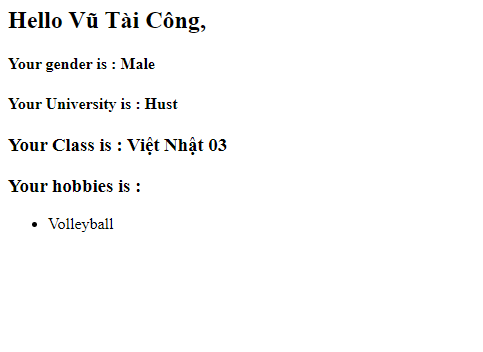 Hello Vũ Tài Công,
Your gender is : Male
Your University is : Hust
Your Class is : Việt Nhật 03
Your hobbies is :
• Volleyball